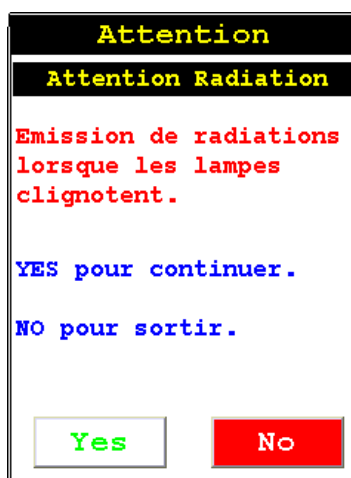 Attention
Attention Radiation
Emission de radiations
lorsque les lampes
clignotent.
YES pour continuer.
NO pour sortir.
Yes
No